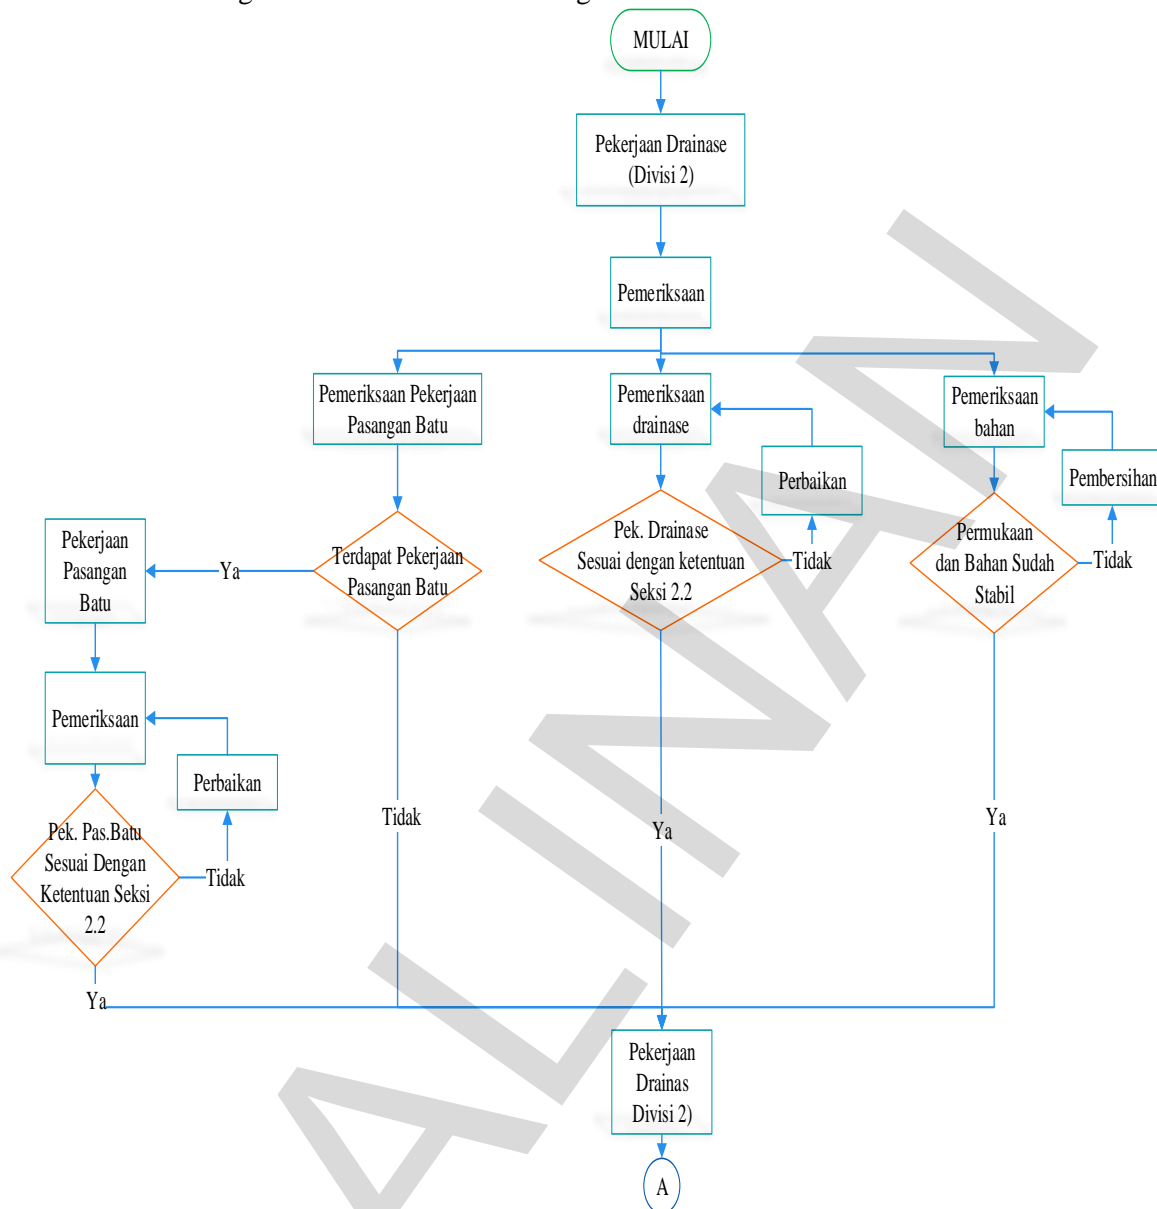 MULAI
Pekerjaan Drainase
(Divisi 2)
Pemeriksaan
Pemeriksaan Pekerjaan
Pasangan Batu
Pemeriksaan
drainase
Pemeriksaan
bahan
Perbaikan
Pembersihan
Pekerjaan
Pasangan
Batu
Ya
Terdapat Pekerjaan
Pasangan Batu
Pek. Drainase
Sesuai dengan ketentuan
Seksi 2.2
Tidak
Permukaan
dan Bahan Sudah
Stabil
Tidak
Pemeriksaan
Perbaikan
Pek. Pas.Batu
Sesuai Dengan
Ketentuan Seksi
2.2
Tidak
Tidak
Ya
Ya
Ya
Pekerjaan
Drainas
Divisi 2)
A
ALINAN